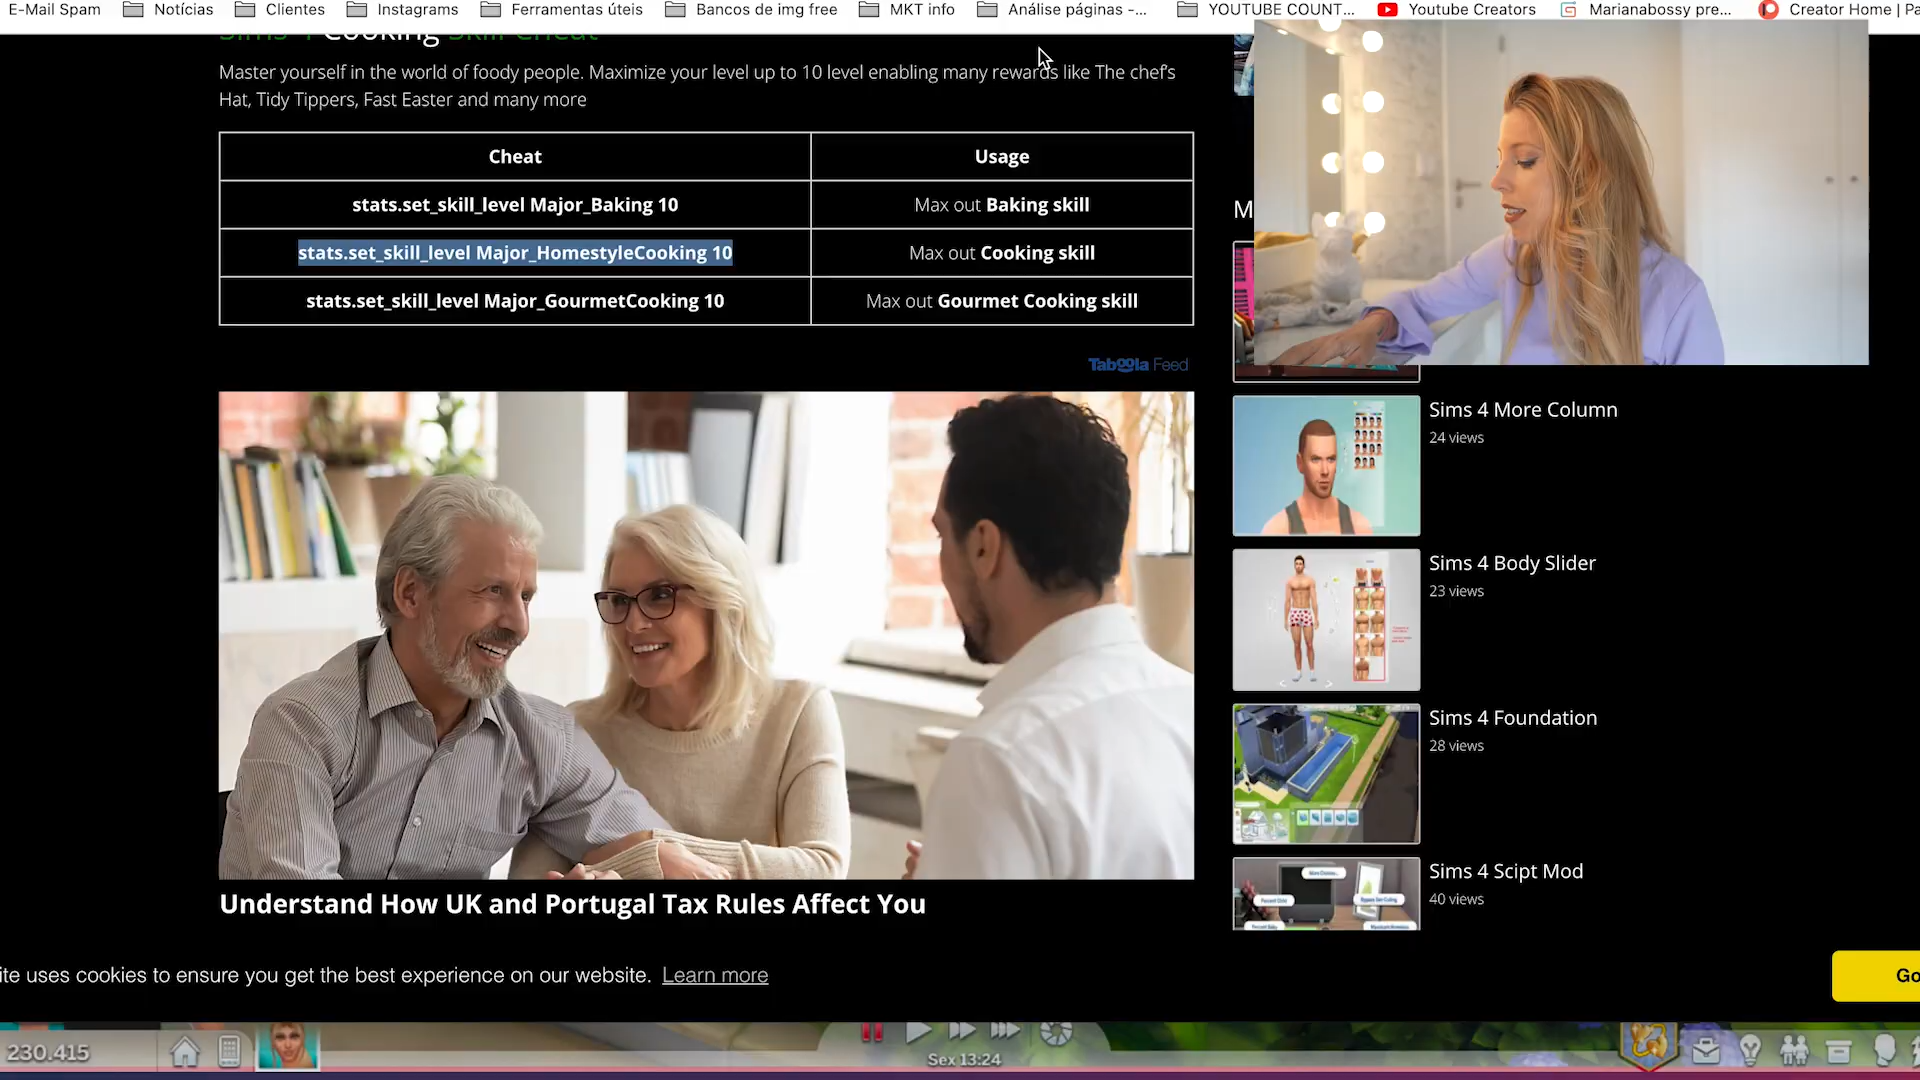 E-Mail Spam Notícias Clientes Instagrams Ferramentas úteis Bancos de img free MKT info Análise páginas -... YOUTUBE COUNT... Youtube Creators Marianabossy pre... Creator Home | Pa
Sims 4 Cooking Skill Cheat
Master yourself in the world of foody people. Maximize your level up to 10 level enabling many rewards like The chef's
Hat, Tidy Tippers, Fast Easter and many more
Cheat Usage
stats.set_skill_level Major_Baking 10 Max out Baking skill
stats.set_skill_level Major_HomestyleCooking 10 Max out Cooking skill
stats.set_skill_level Major_GourmetCooking 10 Max out Gourmet Cooking skill
Taboola Feed
M
Sims 4 More Column
24 views
Sims 4 Body Slider
23 views
Sims 4 Foundation
28 views
Sims 4 Scipt Mod
40 views
Understand How UK and Portugal Tax Rules Affect You
ite uses cookies to ensure you get the best experience on our website. Learn more
Go
230.415
Sex 13:24